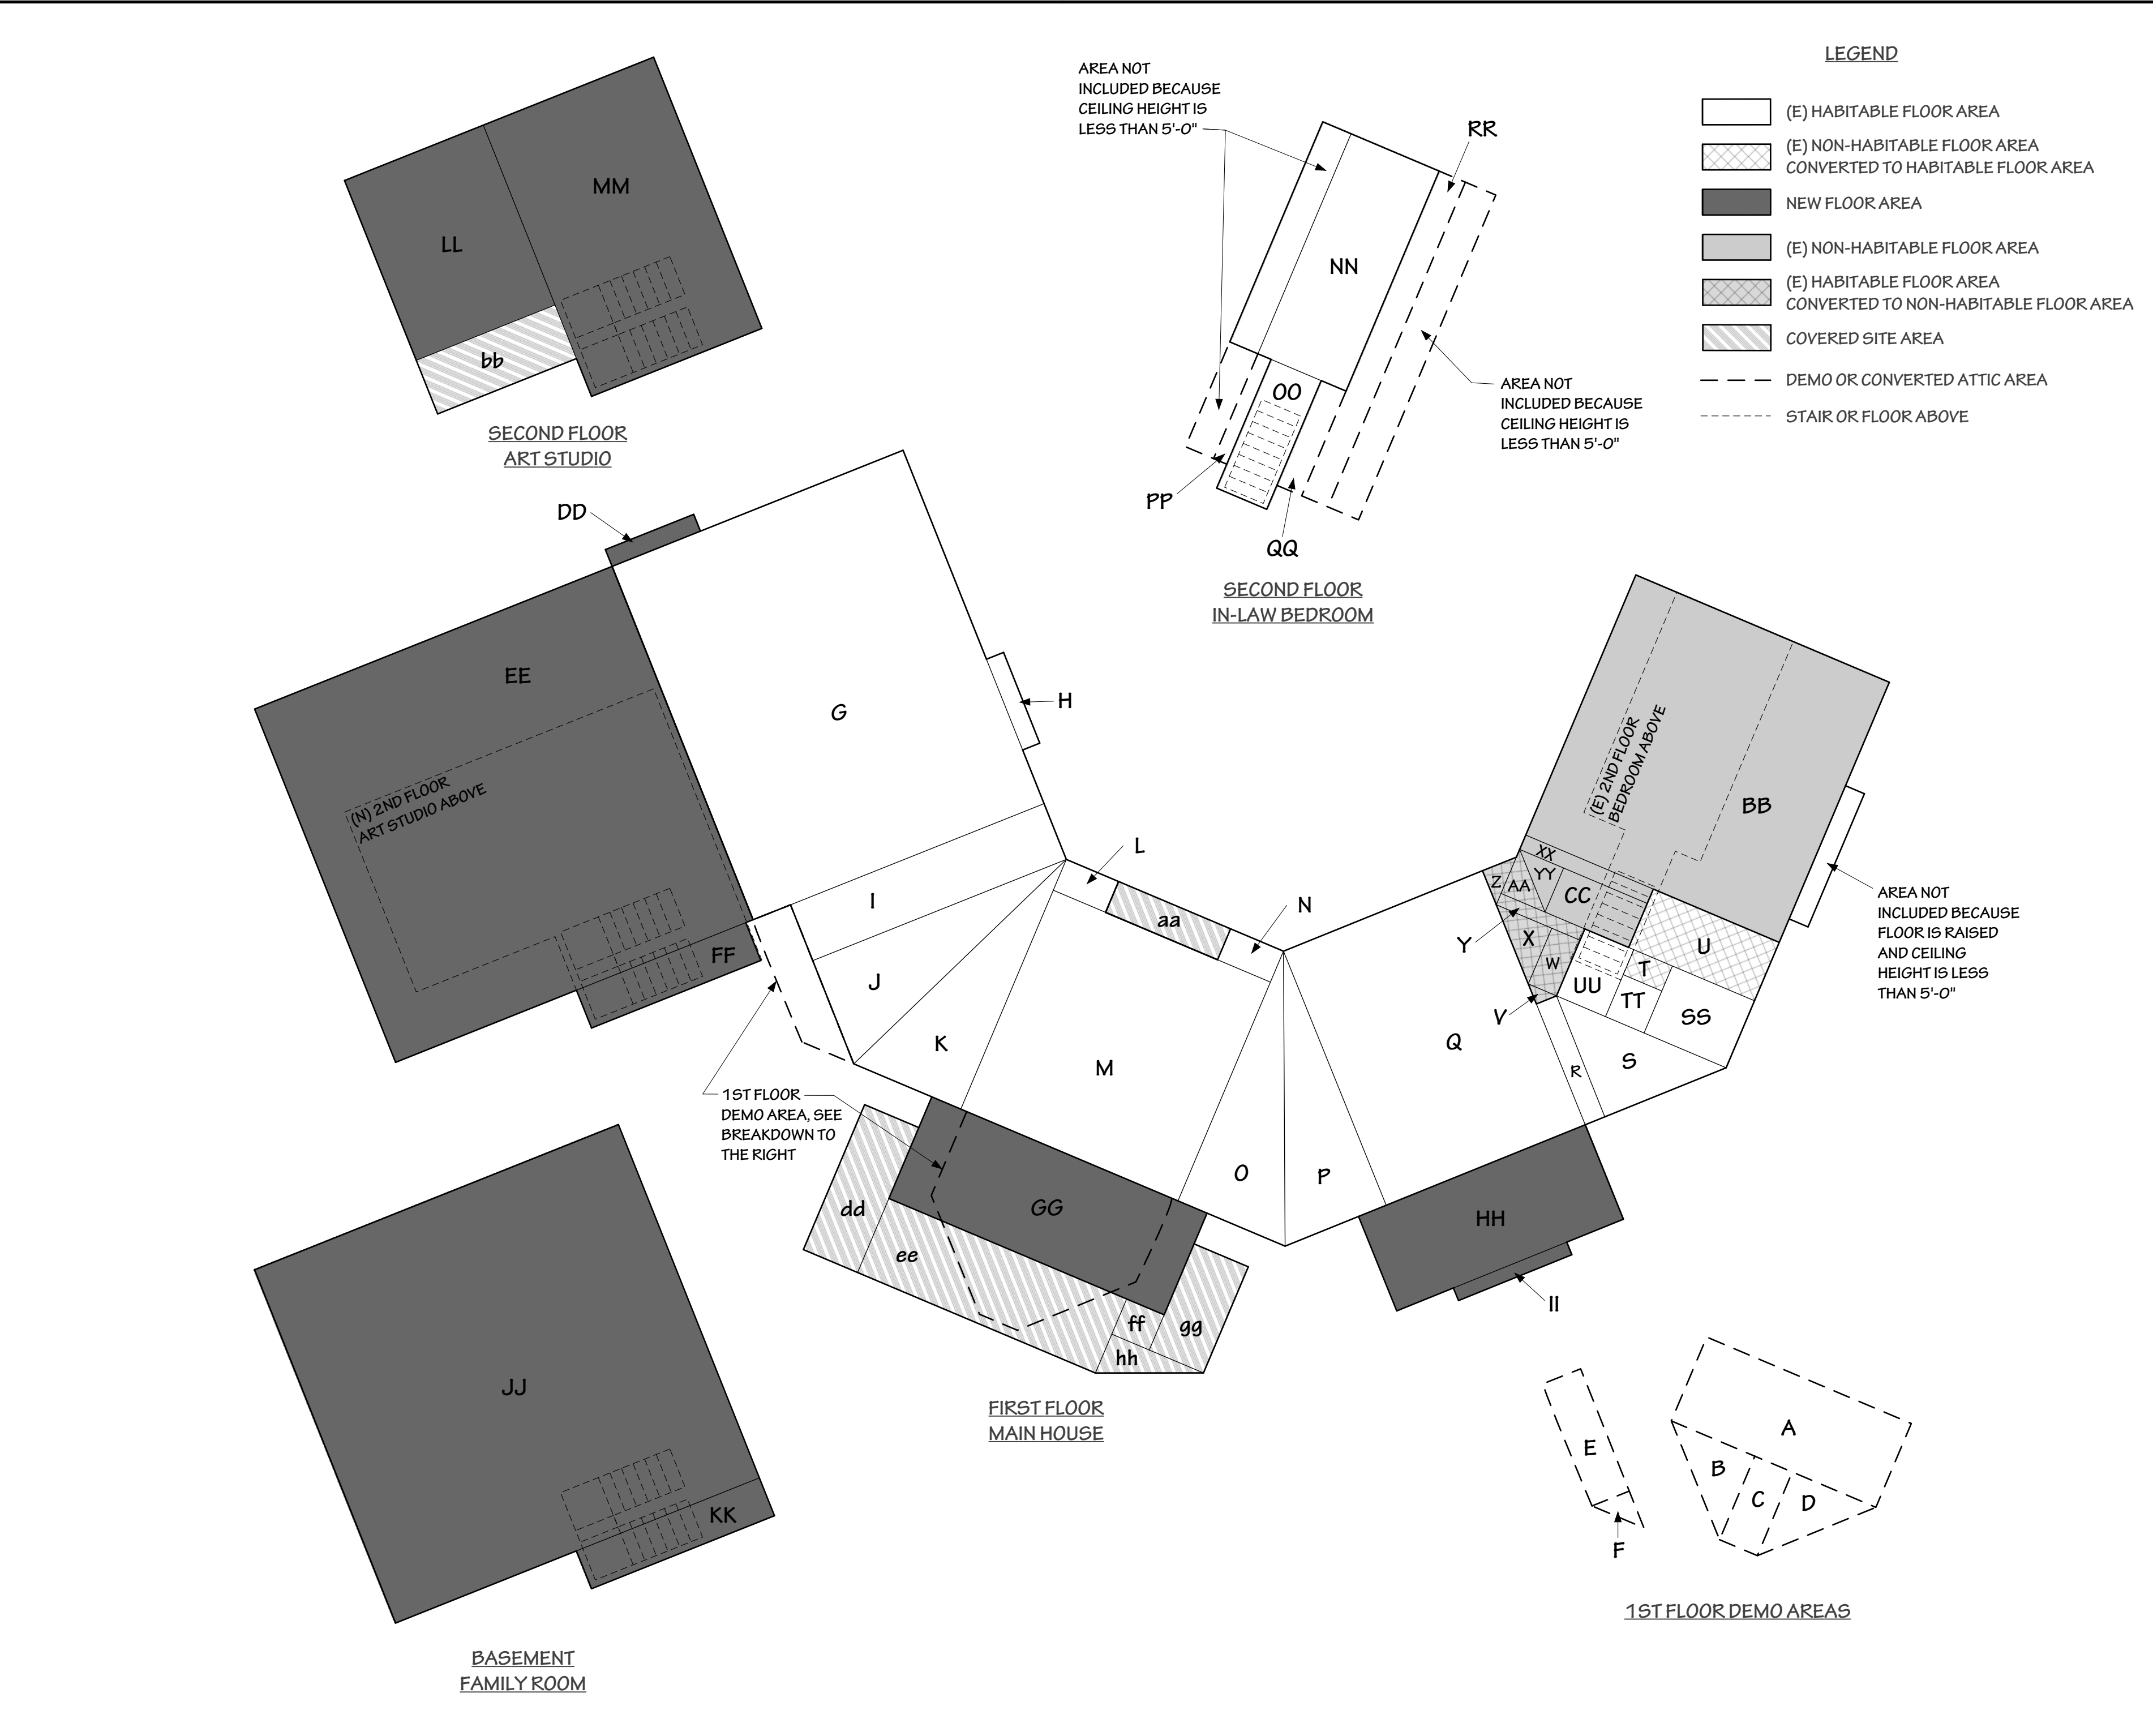 LEGEND
(E) HABITABLE FLOOR AREA
(E) NON-HABITABLE FLOOR AREA
CONVERTED TO HABITABLE FLOOR AREA
NEW FLOOR AREA
(E) NON-HABITABLE FLOOR AREA
(E) HABITABLE FLOOR AREA
CONVERTED TO NON-HABITABLE FLOOR AREA
COVERED SITE AREA
DEMO OR CONVERTED ATTIC AREA
STAIR OR FLOOR ABOVE
MM
LL
bb
SECOND FLOOR
ART STUDIO
AREA NOT
INCLUDED BECAUSE
CEILING HEIGHT IS
LESS THAN 5'-0"
RR
NN
OO
PP
QQ
AREA NOT
INCLUDED BECAUSE
CEILING HEIGHT IS
LESS THAN 5'-0"
SECOND FLOOR
IN-LAW BEDROOM
DD
EE
G
H
(N) 2ND FLOOR
ART STUDIO ABOVE
FF
I
J
K
L
aa
N
M
O
P
Q
R
S
(E) 2ND FLOOR
BEDROOM ABOVE
BB
XX
YY
Z
AA
CC
Y
X
W
V
U
T
UU
TT
SS
AREA NOT
INCLUDED BECAUSE
FLOOR IS RAISED
AND CEILING
HEIGHT IS LESS
THAN 5'-0"
1ST FLOOR
DEMO AREA, SEE
BREAKDOWN TO
THE RIGHT
dd
ee
GG
ff
gg
hh
HH
II
FIRST FLOOR
MAIN HOUSE
JJ
KK
BASEMENT
FAMILY ROOM
A
B
C
D
E
F
1ST FLOOR DEMO AREAS